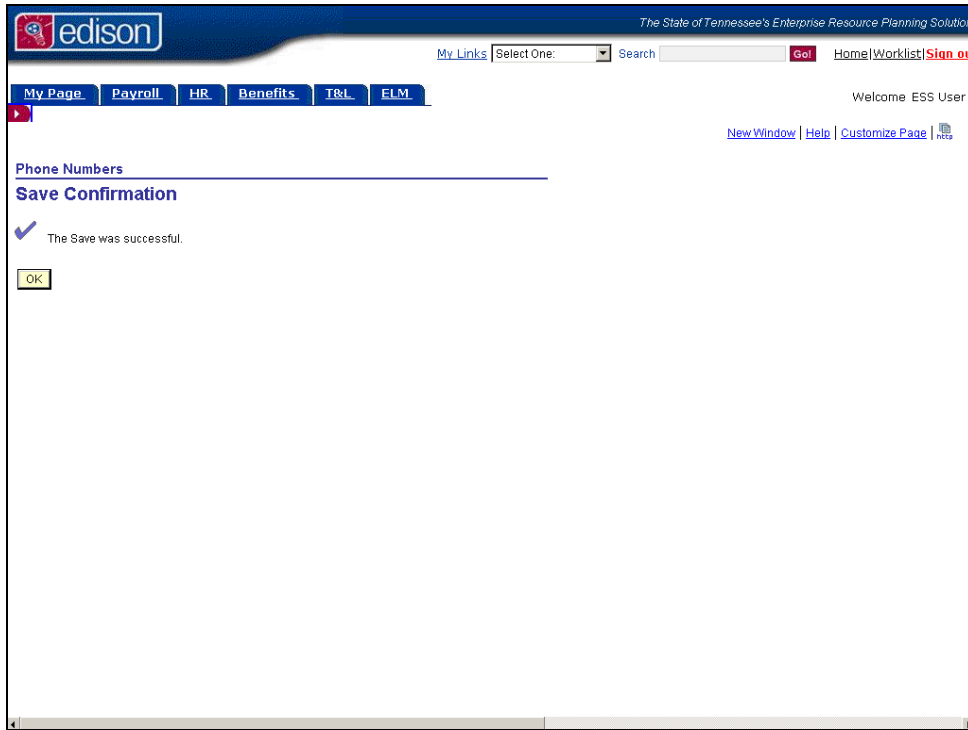 edison
The State of Tennessee's Enterprise Resource Planning Solution
My Links Select One: Search Go! Home|Worklist|Sign ou
My Page Payroll HR Benefits T&L ELM
Welcome ESS User
New Window | Help | Customize Page | http
Phone Numbers
Save Confirmation
The Save was successful.
OK